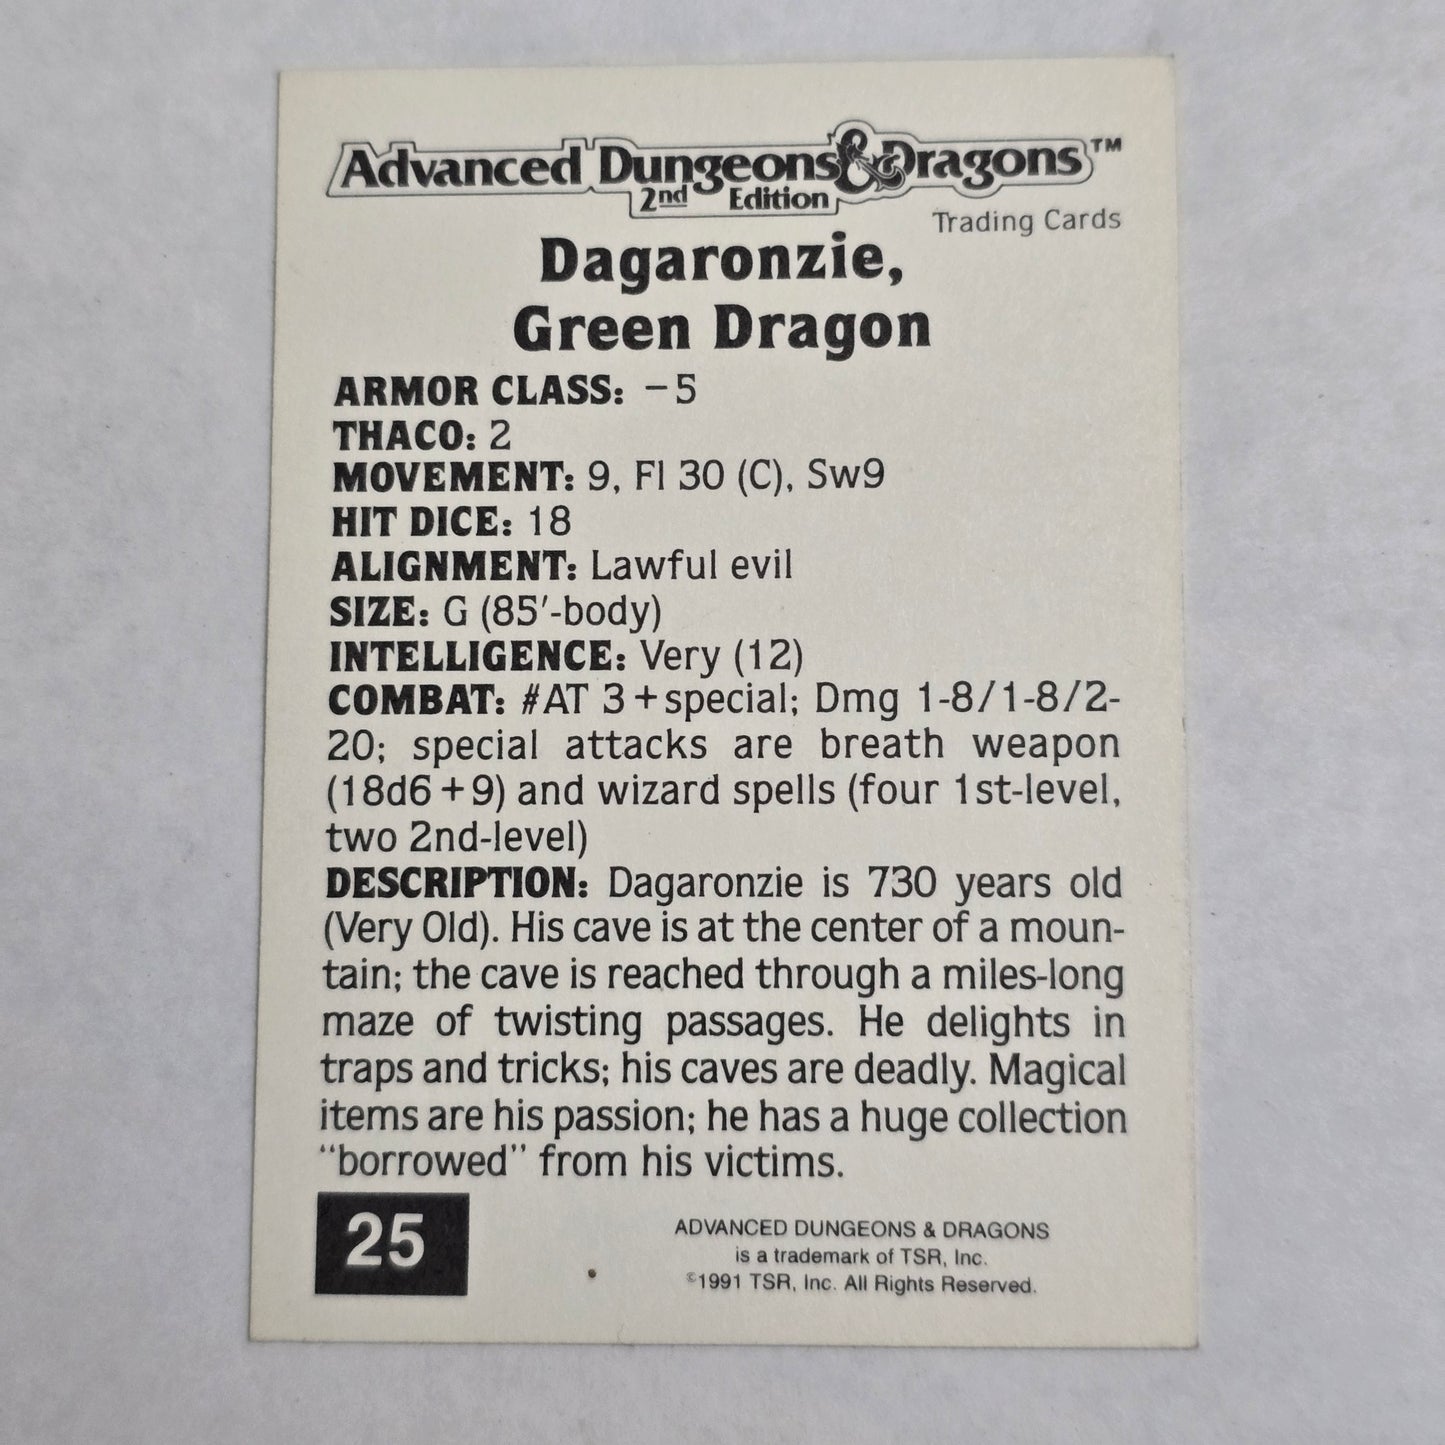 Advanced Dungeons & Dragons™
2nd Edition
Trading Cards
Dagaronzie,
Green Dragon
ARMOR CLASS: −5
THACO: 2
MOVEMENT: 9, Fl 30 (C), Sw9
HIT DICE: 18
ALIGNMENT: Lawful evil
SIZE: G (85'-body)
INTELLIGENCE: Very (12)
COMBAT: #AT 3+special; Dmg 1-8/1-8/2-
20; special attacks are breath weapon
(18d6+9) and wizard spells (four 1st-level,
two 2nd-level)
DESCRIPTION: Dagaronzie is 730 years old
(Very Old). His cave is at the center of a moun-
tain; the cave is reached through a miles-long
maze of twisting passages. He delights in
traps and tricks; his caves are deadly. Magical
items are his passion; he has a huge collection
“borrowed” from his victims.
25
ADVANCED DUNGEONS & DRAGONS
is a trademark of TSR, Inc.
©1991 TSR, Inc. All Rights Reserved.